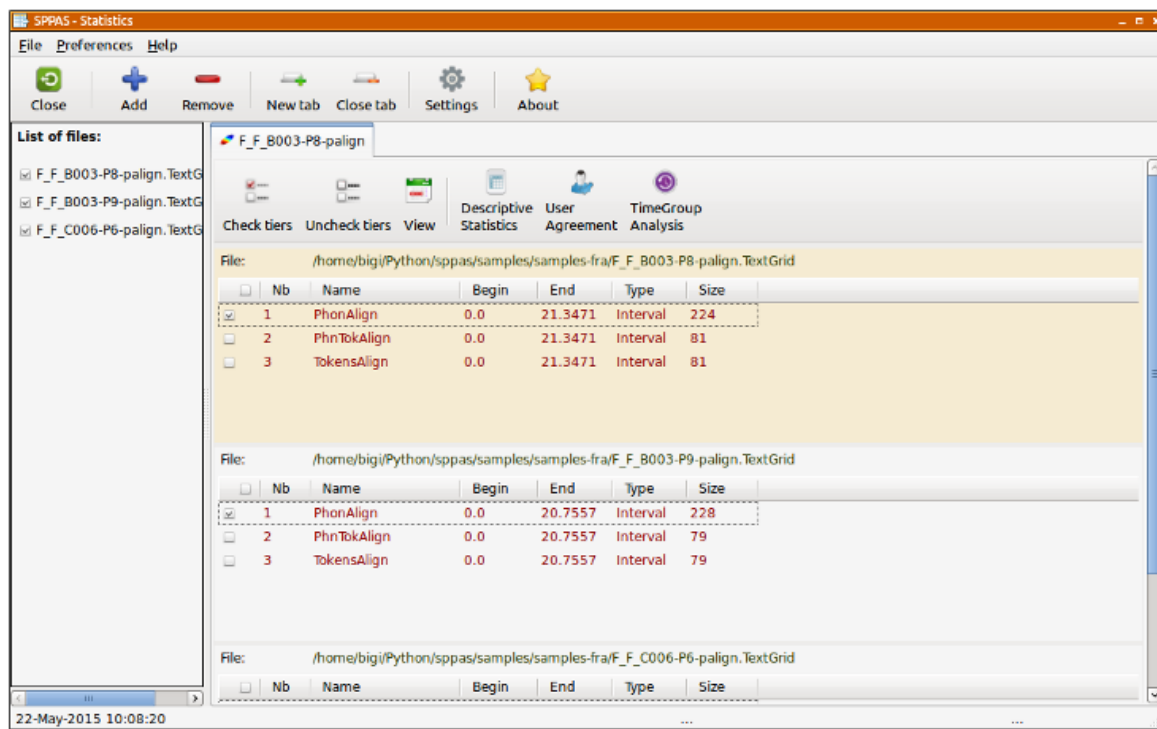 SPPAS - Statistics
File Preferences Help
Close Add Remove New tab Close tab Settings About
List of files:
F_F_B003-P8-palign.TextG
F_F_B003-P9-palign.TextG
F_F_C006-P6-palign.TextG
F_F_B003-P8-palign
Check tiers Uncheck tiers View Descriptive Statistics User Agreement TimeGroup Analysis
File: /home/bigi/Python/sppas/samples/samples-fra/F_F_B003-P8-palign.TextGrid
Nb Name Begin End Type Size
1 PhonAlign 0.0 21.3471 Interval 224
2 PhnTokAlign 0.0 21.3471 Interval 81
3 TokensAlign 0.0 21.3471 Interval 81
File: /home/bigi/Python/sppas/samples/samples-fra/F_F_B003-P9-palign.TextGrid
Nb Name Begin End Type Size
1 PhonAlign 0.0 20.7557 Interval 228
2 PhnTokAlign 0.0 20.7557 Interval 79
3 TokensAlign 0.0 20.7557 Interval 79
File: /home/bigi/Python/sppas/samples/samples-fra/F_F_C006-P6-palign.TextGrid
Nb Name Begin End Type Size
22-May-2015 10:08:20 ... ...